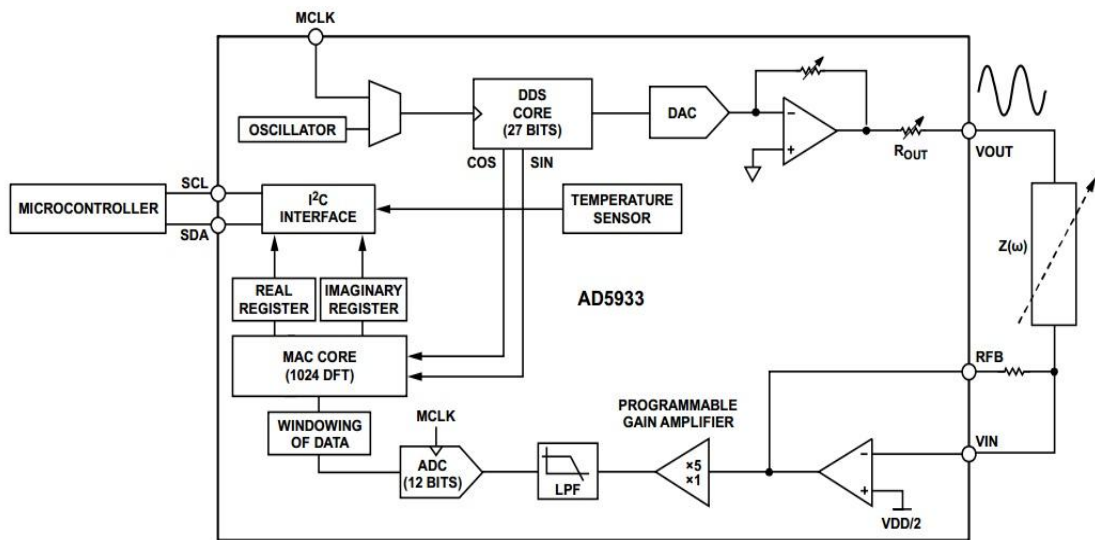 MCLK
DDS
CORE
(27 BITS)
DAC
OSCILLATOR
ROUT
VOUT
COS
SIN
SCL
MICROCONTROLLER
I2C
INTERFACE
TEMPERATURE
SENSOR
SDA
Z(ω)
REAL
REGISTER
IMAGINARY
REGISTER
AD5933
MAC CORE
(1024 DFT)
RFB
PROGRAMMABLE
GAIN AMPLIFIER
MCLK
WINDOWING
OF DATA
VIN
ADC
(12 BITS)
LPF
×5
×1
VDD/2